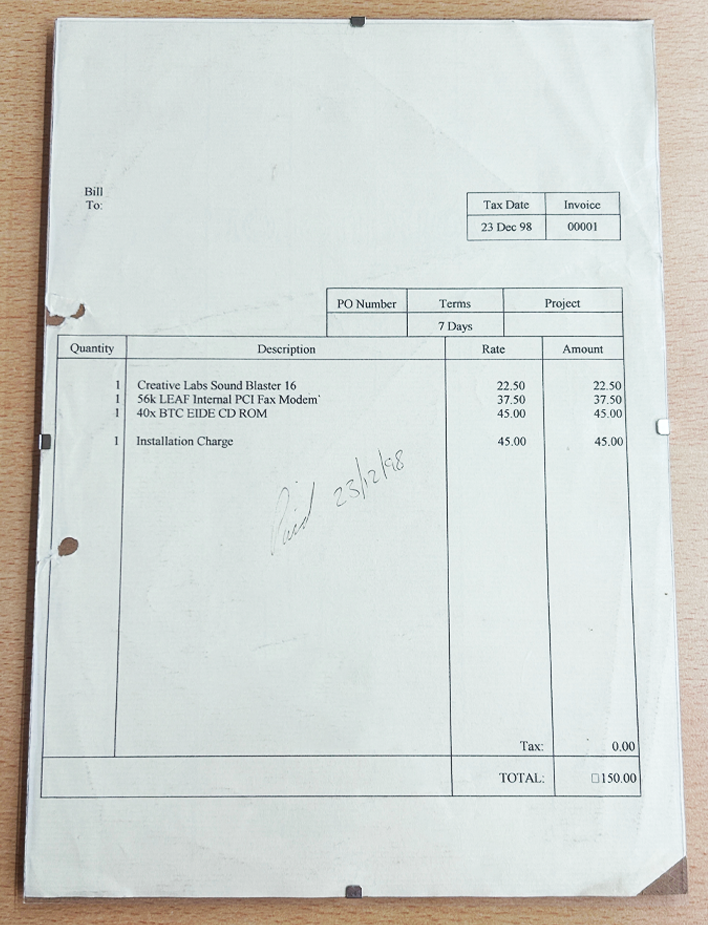 Bill
To:
Tax Date Invoice
23 Dec 98 00001
PO Number Terms Project
7 Days
Quantity Description Rate Amount
1 Creative Labs Sound Blaster 16 22.50 22.50
1 56k LEAF Internal PCI Fax Modem 37.50 37.50
1 40x BTC EIDE CD ROM 45.00 45.00
1 Installation Charge 45.00 45.00
Paid 23/12/98
Tax: 0.00
TOTAL: □150.00